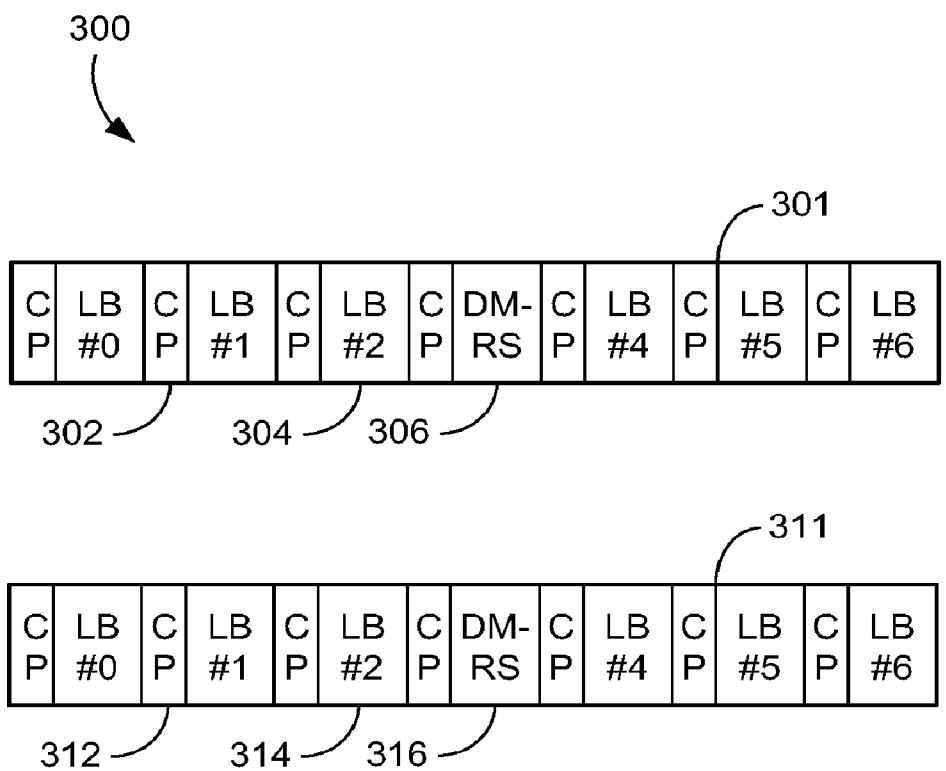 300
301
C LB C LB C LB C DM- C LB C LB C LB
P #0 P #1 P #2 P RS P #4 P #5 P #6
302 304 306
311
C LB C LB C LB C DM- C LB C LB C LB
P #0 P #1 P #2 P RS P #4 P #5 P #6
312 314 316